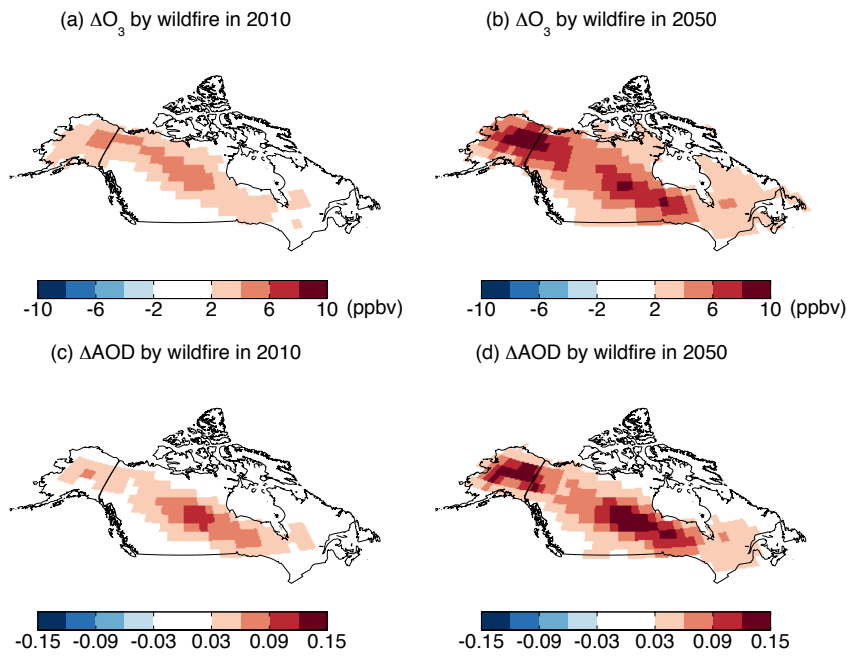 (a) ΔO3 by wildfire in 2010
(b) ΔO3 by wildfire in 2050
-10 -6 -2 2 6 10 (ppbv)
-10 -6 -2 2 6 10 (ppbv)
(c) ΔAOD by wildfire in 2010
(d) ΔAOD by wildfire in 2050
-0.15 -0.09 -0.03 0.03 0.09 0.15
-0.15 -0.09 -0.03 0.03 0.09 0.15